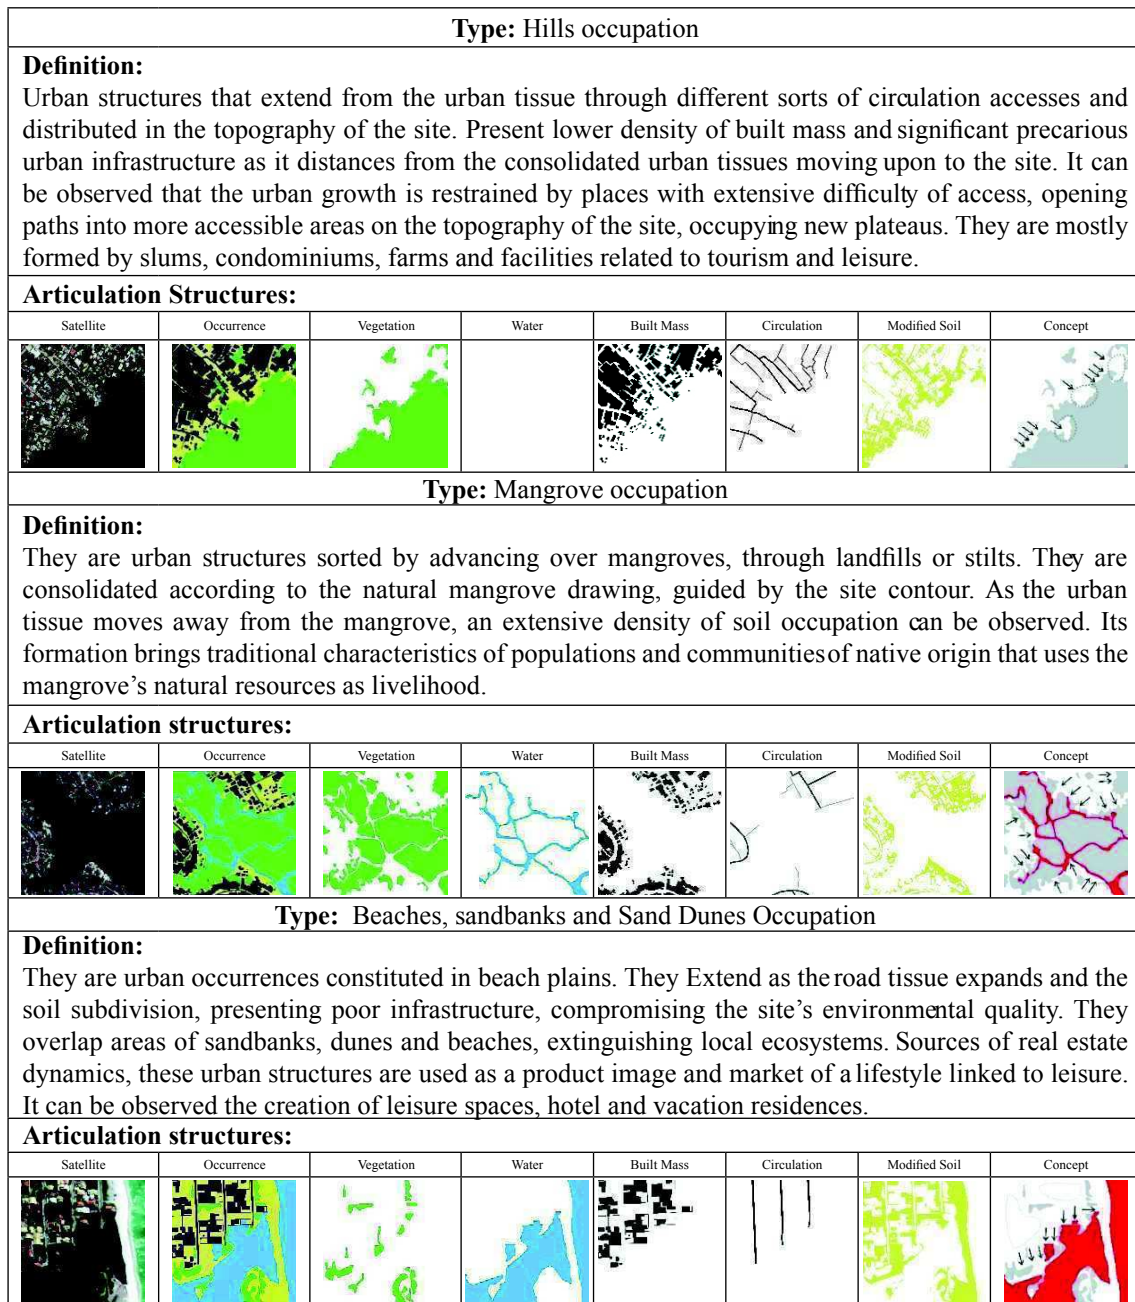 Type: Hills occupation
Definition:
Urban structures that extend from the urban tissue through different sorts of circulation accesses and
distributed in the topography of the site. Present lower density of built mass and significant precarious
urban infrastructure as it distances from the consolidated urban tissues moving upon to the site. It can
be observed that the urban growth is restrained by places with extensive difficulty of access, opening
paths into more accessible areas on the topography of the site, occupying new plateaus. They are mostly
formed by slums, condominiums, farms and facilities related to tourism and leisure.
Articulation Structures:
Satellite Occurrence Vegetation Water Built Mass Circulation Modified Soil Concept
Type: Mangrove occupation
Definition:
They are urban structures sorted by advancing over mangroves, through landfills or stilts. They are
consolidated according to the natural mangrove drawing, guided by the site contour. As the urban
tissue moves away from the mangrove, an extensive density of soil occupation can be observed. Its
formation brings traditional characteristics of populations and communities of native origin that uses the
mangrove's natural resources as livelihood.
Articulation structures:
Satellite Occurrence Vegetation Water Built Mass Circulation Modified Soil Concept
Type: Beaches, sandbanks and Sand Dunes Occupation
Definition:
They are urban occurrences constituted in beach plains. They Extend as the road tissue expands and the
soil subdivision, presenting poor infrastructure, compromising the site's environmental quality. They
overlap areas of sandbanks, dunes and beaches, extinguishing local ecosystems. Sources of real estate
dynamics, these urban structures are used as a product image and market of a lifestyle linked to leisure.
It can be observed the creation of leisure spaces, hotel and vacation residences.
Articulation structures:
Satellite Occurrence Vegetation Water Built Mass Circulation Modified Soil Concept